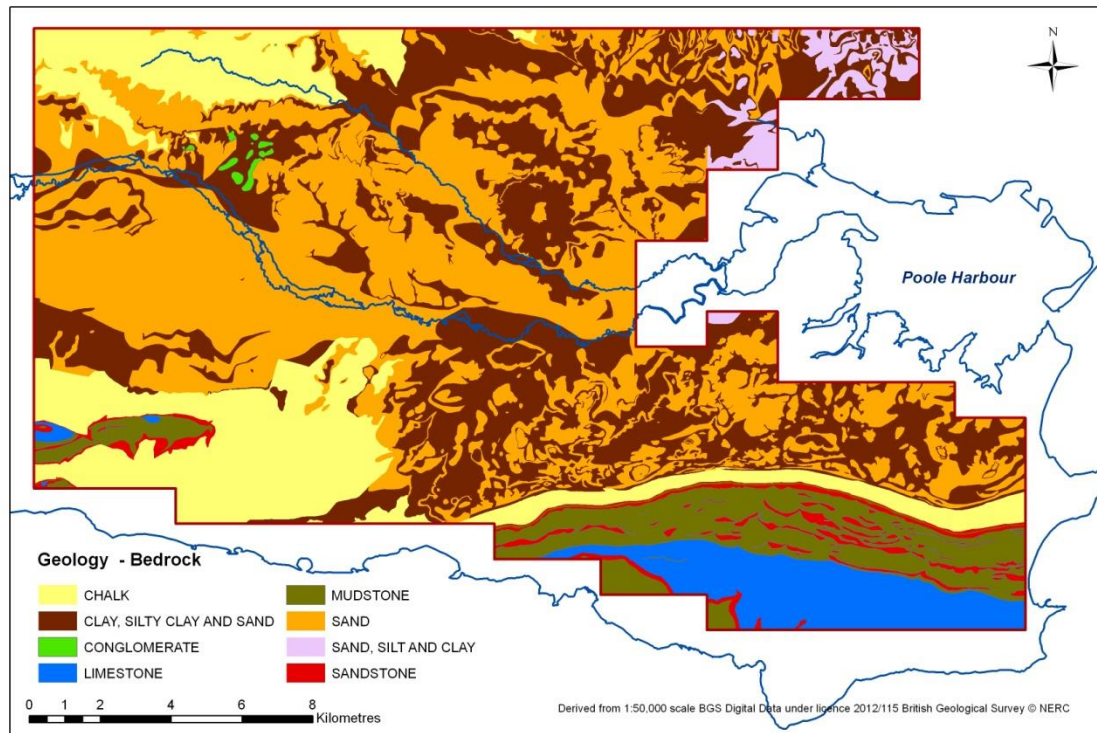 N
Poole Harbour
Geology - Bedrock
CHALK
CLAY, SILTY CLAY AND SAND
CONGLOMERATE
LIMESTONE
MUDSTONE
SAND
SAND, SILT AND CLAY
SANDSTONE
0 1 2 4 6 8
Kilometres
Derived from 1:50,000 scale BGS Digital Data under licence 2012/115 British Geological Survey © NERC